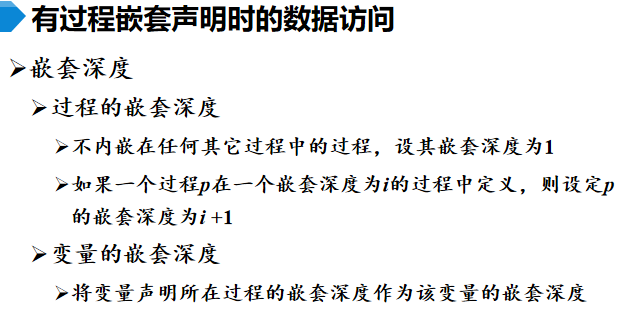 有过程嵌套声明时的数据访问
➢嵌套深度
➢过程的嵌套深度
➢不内嵌在任何其它过程中的过程，设其嵌套深度为1
➢如果一个过程p在一个嵌套深度为i的过程中定义，则设定p
的嵌套深度为i +1
➢变量的嵌套深度
➢将变量声明所在过程的嵌套深度作为该变量的嵌套深度